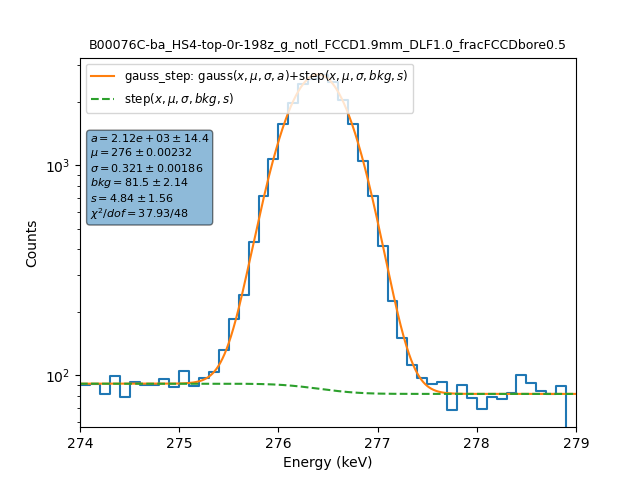 B00076C-ba_HS4-top-0r-198z_g_notl_FCCD1.9mm_DLF1.0_fracFCCDbore0.5
gauss_step: gauss(x, μ, σ, a)+step(x, μ, σ, bkg, s)
step(x, μ, σ, bkg, s)
a = 2.12e + 03 ± 14.4
μ = 276 ± 0.00232
σ = 0.321 ± 0.00186
bkg = 81.5 ± 2.14
s = 4.84 ± 1.56
χ²/dof = 37.93/48
Counts
10³
10²
274 275 276 277 278 279
Energy (keV)